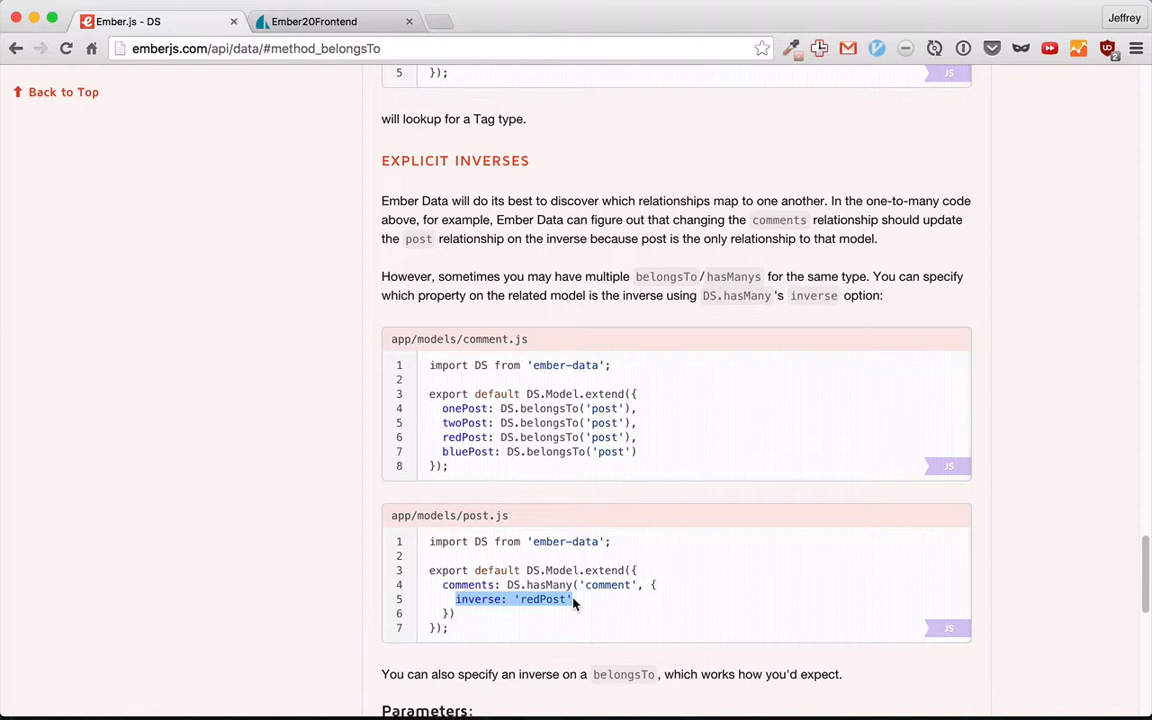 Ember.js - DS
Ember20Frontend
Jeffrey
emberjs.com/api/data/#method_belongsTo
Back to Top
5 });
JS
will lookup for a Tag type.
EXPLICIT INVERSES
Ember Data will do its best to discover which relationships map to one another. In the one-to-many code
above, for example, Ember Data can figure out that changing the comments relationship should update
the post relationship on the inverse because post is the only relationship to that model.
However, sometimes you may have multiple belongsTo/hasManys for the same type. You can specify
which property on the related model is the inverse using DS.hasMany's inverse option:
app/models/comment.js
1 import DS from 'ember-data';
2
3 export default DS.Model.extend({
4 onePost: DS.belongsTo('post'),
5 twoPost: DS.belongsTo('post'),
6 redPost: DS.belongsTo('post'),
7 bluePost: DS.belongsTo('post')
8 });
JS
app/models/post.js
1 import DS from 'ember-data';
2
3 export default DS.Model.extend({
4 comments: DS.hasMany('comment', {
5 inverse: 'redPost'
6 })
7 });
JS
You can also specify an inverse on a belongsTo, which works how you'd expect.
Parameters: